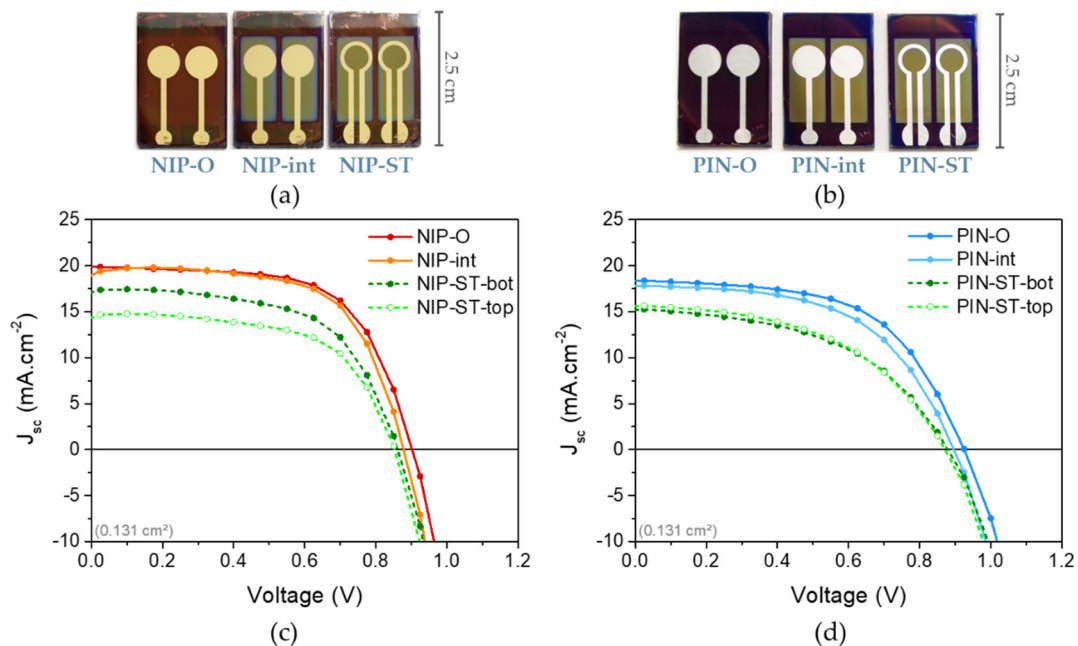 NIP-O NIP-int NIP-ST
2.5 cm
(a)
PIN-O PIN-int PIN-ST
2.5 cm
(b)
25
20
15
10
5
0
-5
-10
J_sc (mA.cm⁻²)
NIP-O
NIP-int
NIP-ST-bot
NIP-ST-top
(0.131 cm²)
0.0 0.2 0.4 0.6 0.8 1.0 1.2
Voltage (V)
(c)
25
20
15
10
5
0
-5
-10
J_sc (mA.cm⁻²)
PIN-O
PIN-int
PIN-ST-bot
PIN-ST-top
(0.131 cm²)
0.0 0.2 0.4 0.6 0.8 1.0 1.2
Voltage (V)
(d)